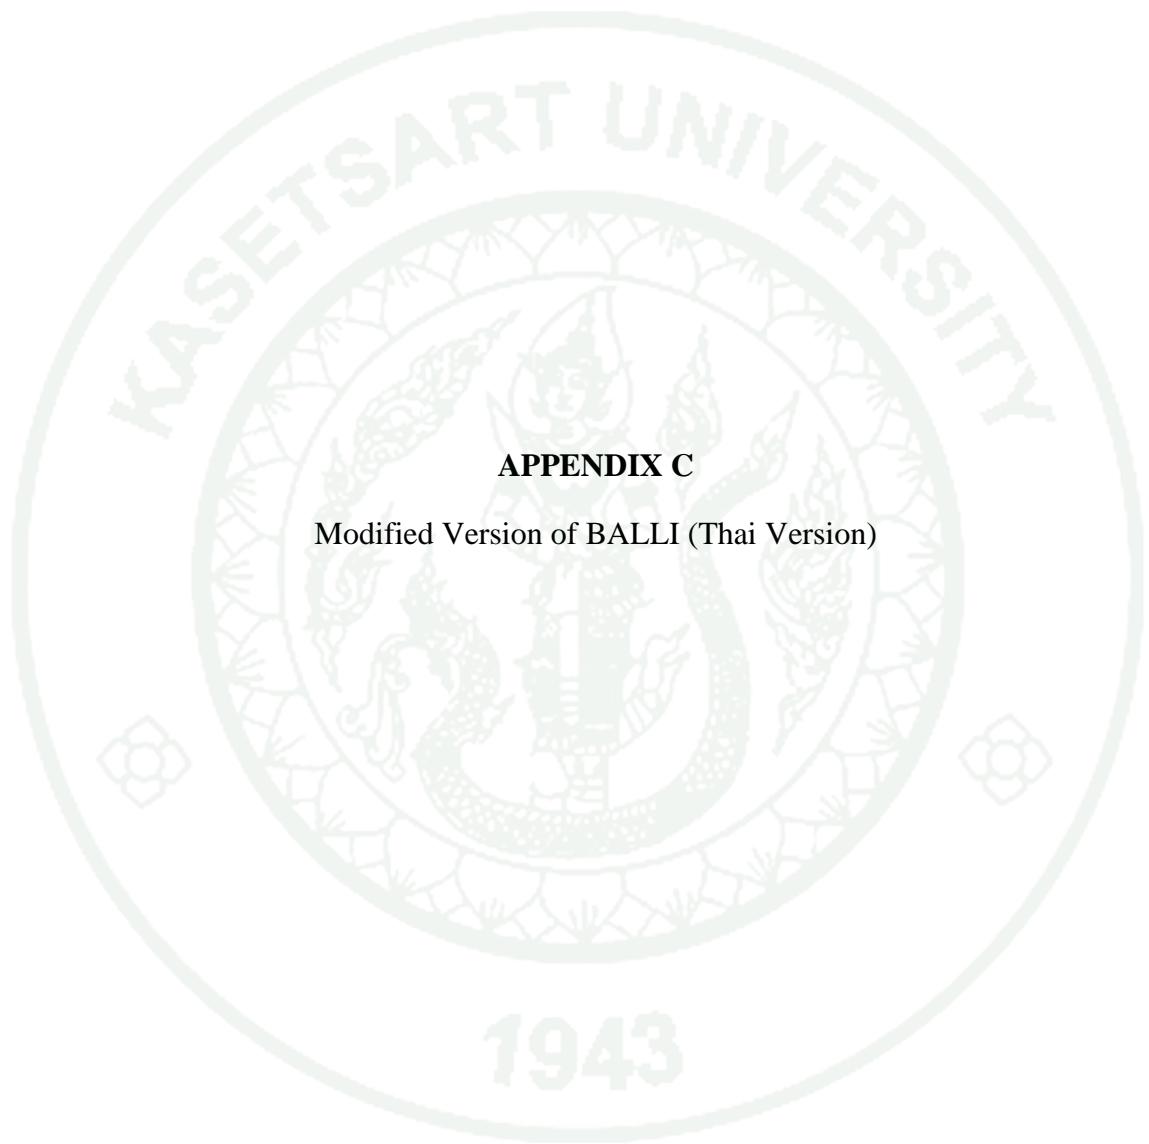 KASETSART UNIVERSITY
APPENDIX C
Modified Version of BALLI (Thai Version)
1943